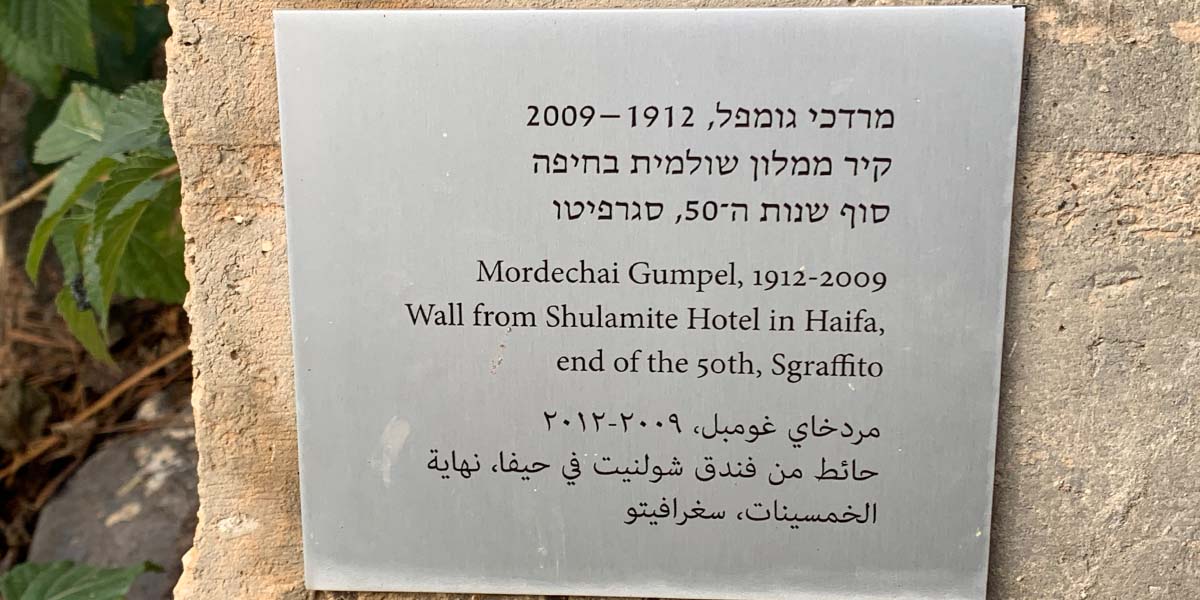 מרדכי גומפל, 1912–2009
קיר ממלון שולמית בחיפה
סוף שנות ה־50, סגרפיטו
Mordechai Gumpel, 1912-2009
Wall from Shulamite Hotel in Haifa,
end of the 50th, Sgraffito
مردخاي غومبل، ٢٠٠٩-٢٠١٢
حائط من فندق شولنيت في حيفا، نهاية
الخمسينات، سغرافيتو